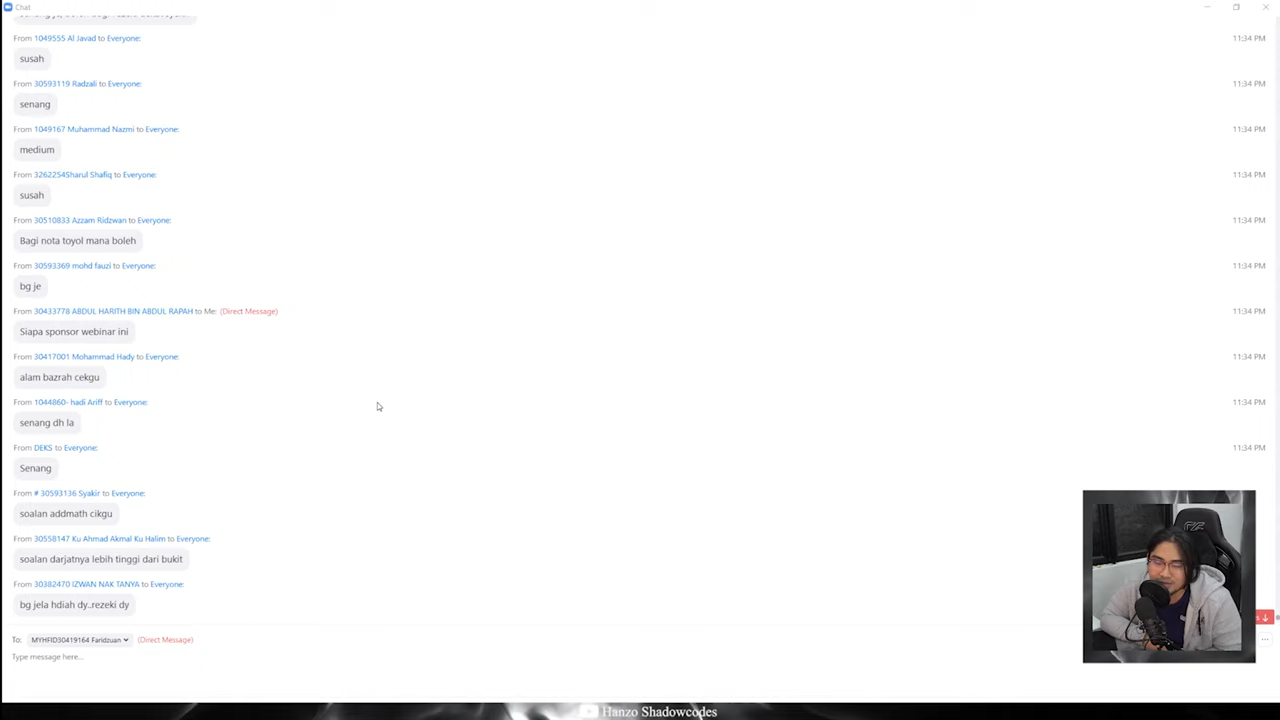 Chat
From 1049555 Al Javad to Everyone: 11:34 PM
susah
From 30593119 Radzali to Everyone: 11:34 PM
senang
From 1049167 Muhammad Nazmi to Everyone: 11:34 PM
medium
From 3262254Sharul Shafiq to Everyone: 11:34 PM
susah
From 30510833 Azzam Ridzwan to Everyone: 11:34 PM
Bagi nota toyol mana boleh
From 30593369 mohd fauzi to Everyone: 11:34 PM
bg je
From 30433778 ABDUL HARITH BIN ABDUL RAPAH to Me: (Direct Message) 11:34 PM
Siapa sponsor webinar ini
From 30417001 Mohammad Hady to Everyone: 11:34 PM
alam bazrah cekgu
From 1044860- hadi Ariff to Everyone: 11:34 PM
senang dh la
From DEKS to Everyone: 11:34 PM
Senang
From # 30593136 Syakir to Everyone:
soalan addmath cikgu
From 30558147 Ku Ahmad Akmal Ku Halim to Everyone:
soalan darjatnya lebih tinggi dari bukit
From 30382470 IZWAN NAK TANYA to Everyone:
bg jela hdiah dy..rezeki dy
To: MYHFID30419164 Faridzuan (Direct Message)
Type message here...
Hanzo Shadowcodes